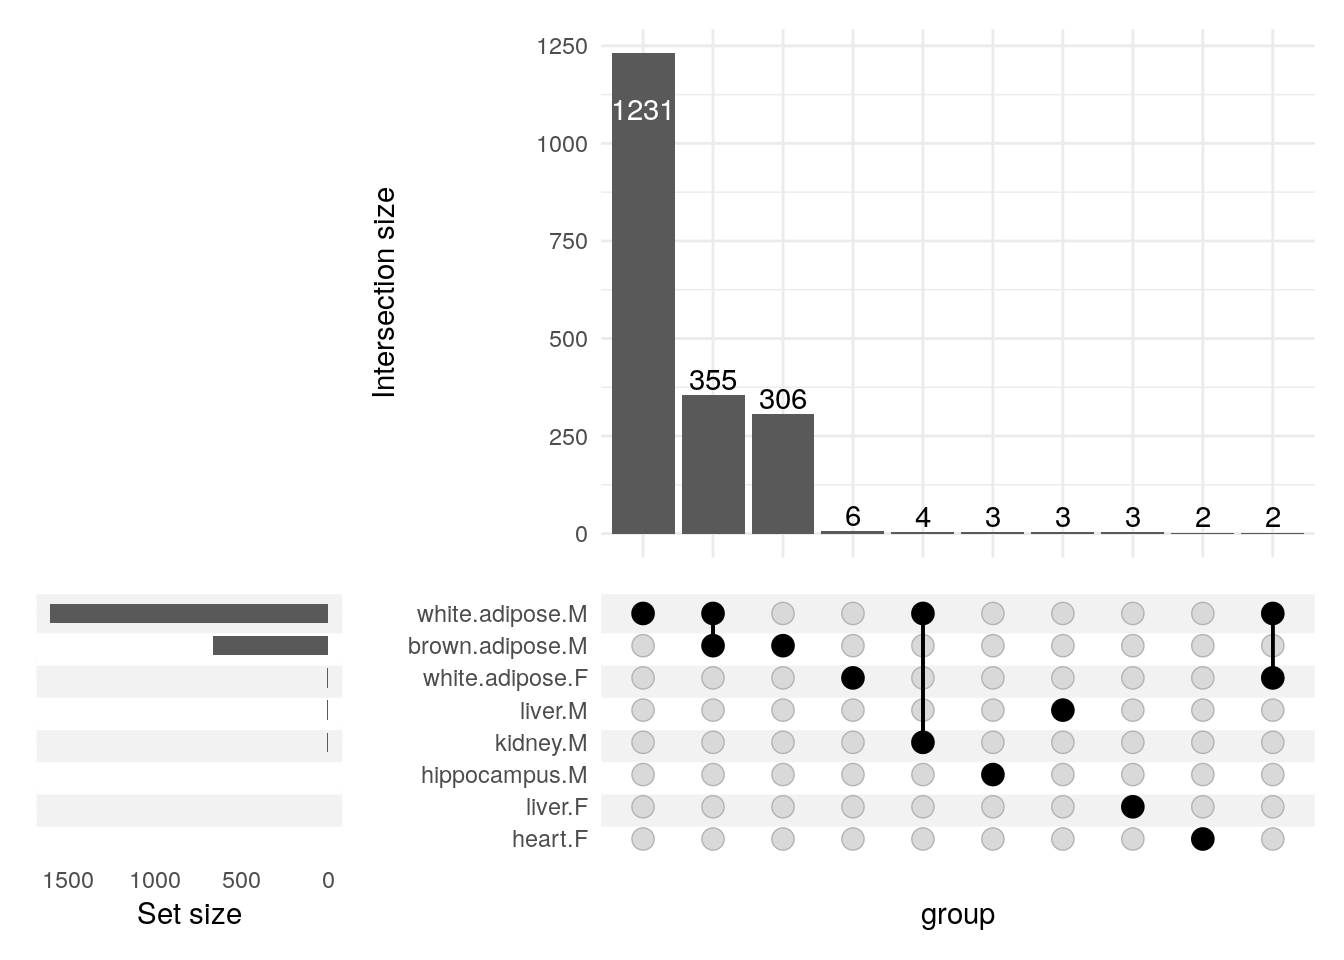 1250
1000
750
500
250
0
Intersection size
1231
355
306
6
4
3
3
3
2
2
white.adipose.M
brown.adipose.M
white.adipose.F
liver.M
kidney.M
hippocampus.M
liver.F
heart.F
1500 1000 500 0
Set size
group